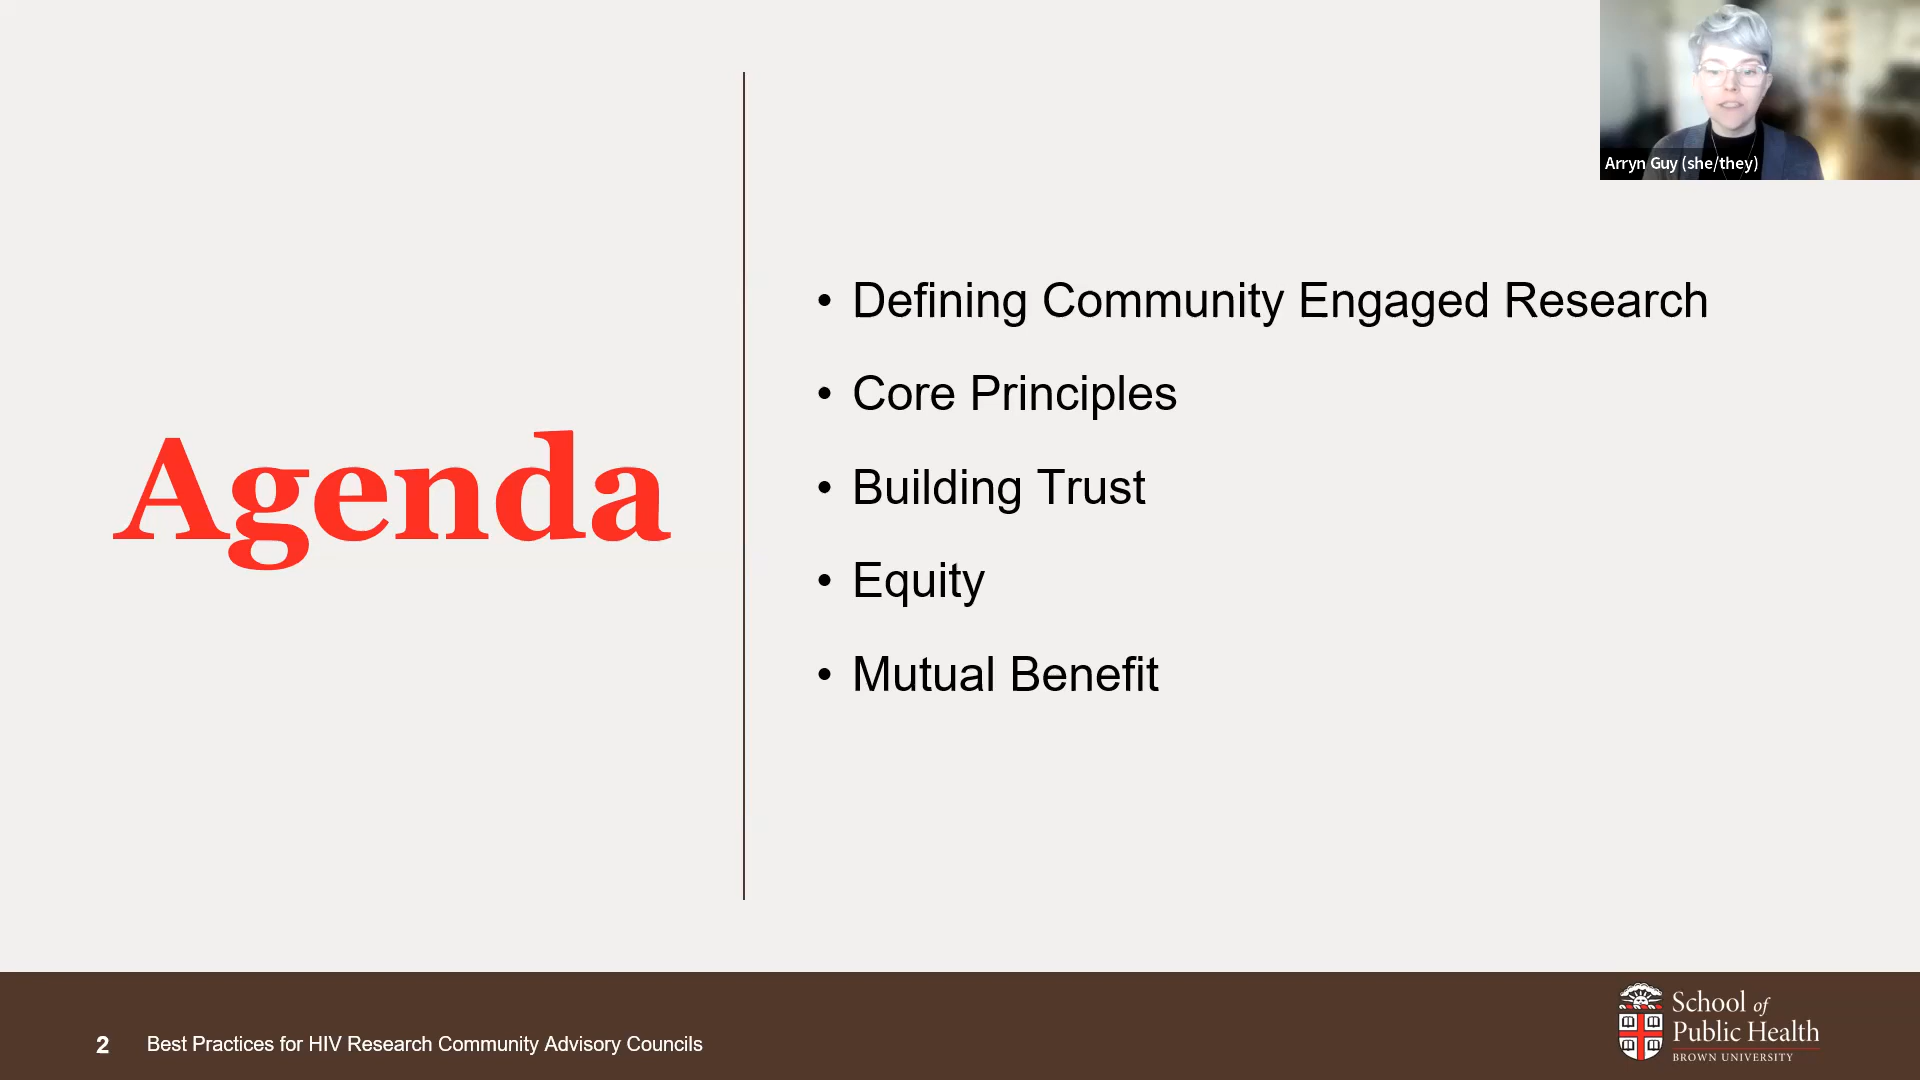 Arryn Guy (she/they)
Agenda
• Defining Community Engaged Research
• Core Principles
• Building Trust
• Equity
• Mutual Benefit
2
Best Practices for HIV Research Community Advisory Councils
School of
Public Health
BROWN UNIVERSITY